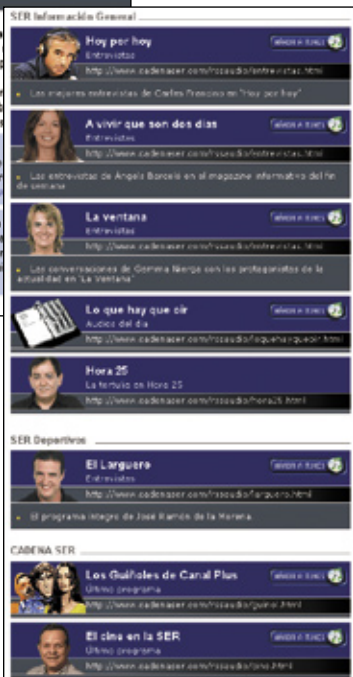 SER Información General
Hoy por hoy
Entrevistas
http://www.cadenaser.com/rssaudio/entrevistas.html
Las mejores entrevistas de Carles Francino en "Hoy por hoy"
A vivir que son dos días
Entrevistas
http://www.cadenaser.com/rssaudio/entrevistas.html
Las entrevistas de Àngels Barceló en el magazine informativo del fin
de semana
La ventana
Entrevistas
http://www.cadenaser.com/rssaudio/entrevistas.html
Las conversaciones de Gemma Nierga con los protagonistas de la
actualidad en "La Ventana"
Lo que hay que oir
Audios del día
http://www.cadenaser.com/rssaudio/loquehayqueoir.html
Hora 25
La tertulia en Hora 25
http://www.cadenaser.com/rssaudio/hora25.html
SER Deportivos
El Larguero
Entrevistas
http://www.cadenaser.com/rssaudio/larguero.html
El programa íntegro de José Ramón de la Morena
CADENA SER
Los Guiñoles de Canal Plus
Último programa
http://www.cadenaser.com/rssaudio/guinol.html
El cine en la SER
Último programa
http://www.cadenaser.com/rssaudio/cine.html